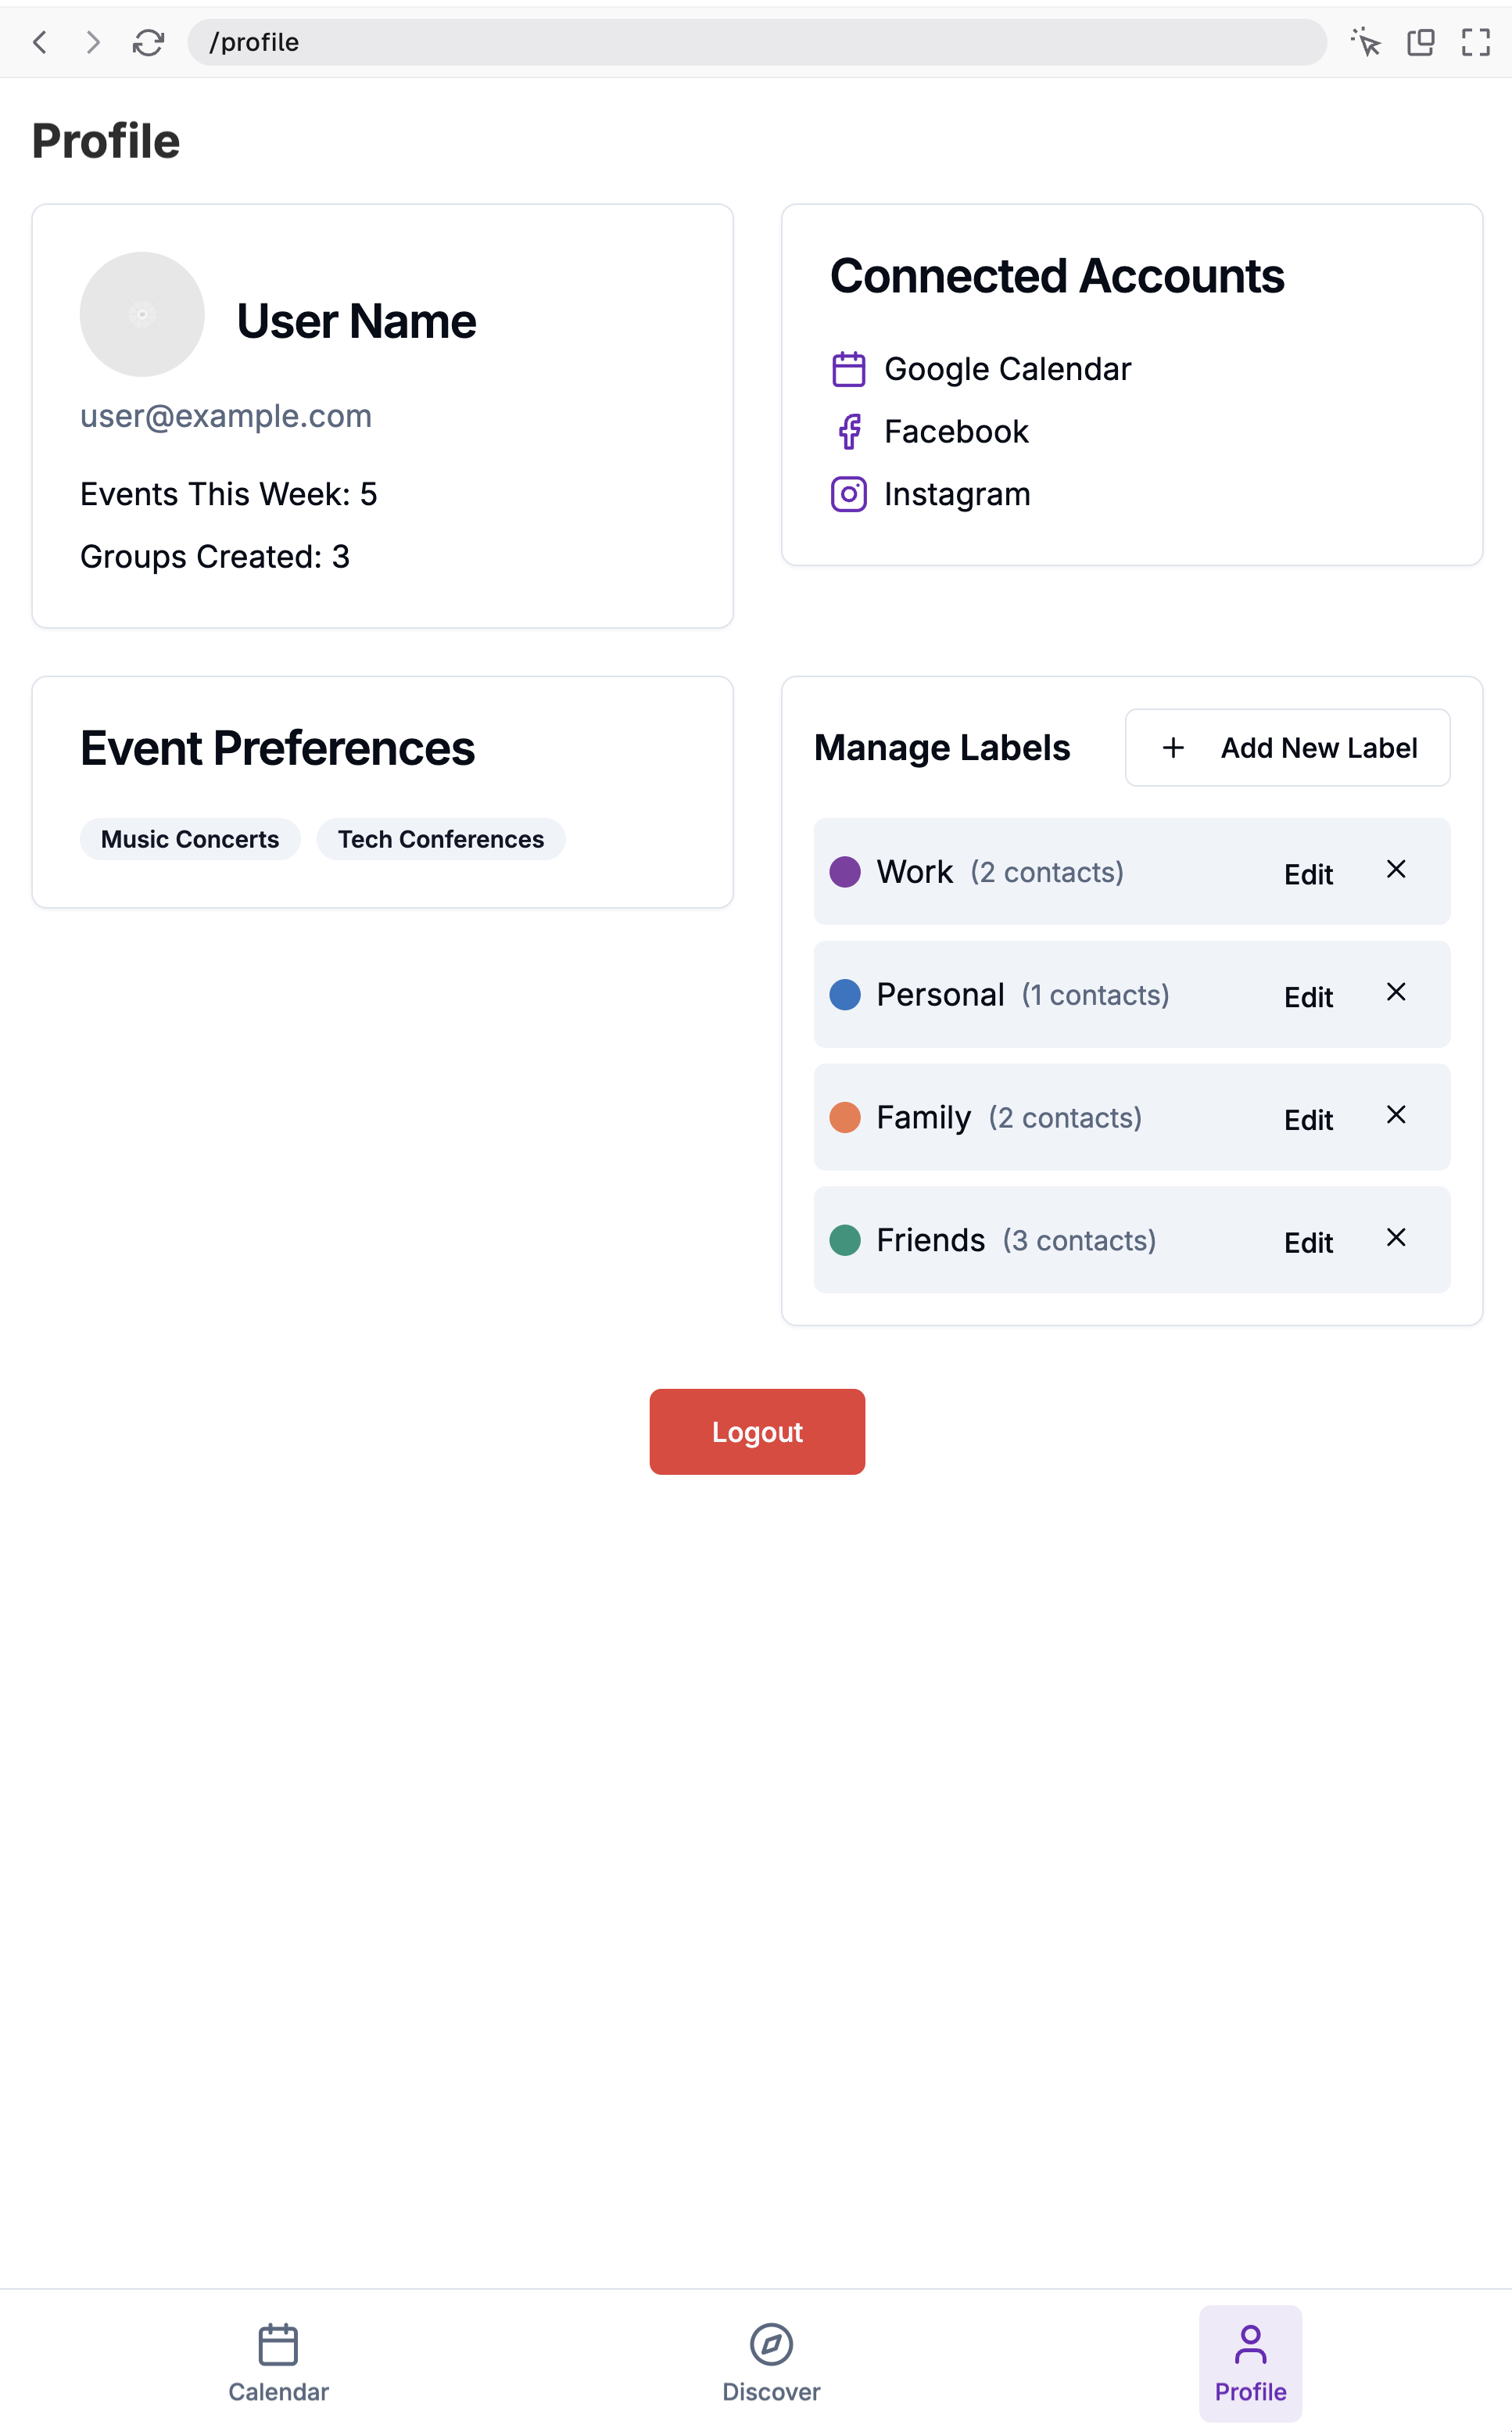 /profile
Profile
User Name
user@example.com
Events This Week: 5
Groups Created: 3
Connected Accounts
Google Calendar
Facebook
Instagram
Event Preferences
Music Concerts Tech Conferences
Manage Labels Add New Label
Work (2 contacts) Edit
Personal (1 contacts) Edit
Family (2 contacts) Edit
Friends (3 contacts) Edit
Logout
Calendar Discover Profile